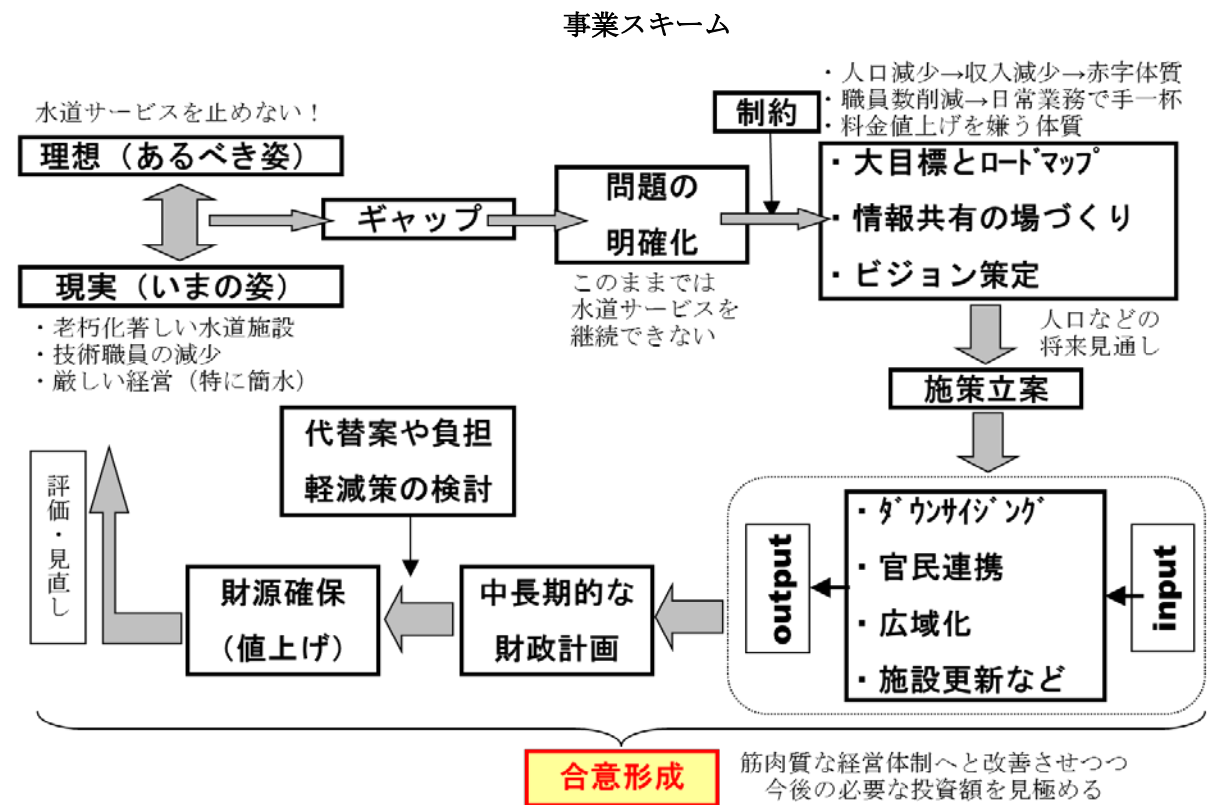 事業スキーム
水道サービスを止めない！
理想（あるべき姿）
現実（いまの姿）
・老朽化著しい水道施設
・技術職員の減少
・厳しい経営（特に簡水）
ギャップ
問題の
明確化
このままでは
水道サービスを
継続できない
制約
・人口減少→収入減少→赤字体質
・職員数削減→日常業務で手一杯
・料金値上げを嫌う体質
・大目標とﾛｰﾄﾞﾏｯﾌﾟ
・情報共有の場づくり
・ビジョン策定
人口などの
将来見通し
施策立案
input
・ﾀﾞｳﾝｻｲｼﾞﾝｸﾞ
・官民連携
・広域化
・施設更新など
output
中長期的な
財政計画
代替案や負担
軽減策の検討
財源確保
（値上げ）
評価・見直し
合意形成
筋肉質な経営体制へと改善させつつ
今後の必要な投資額を見極める